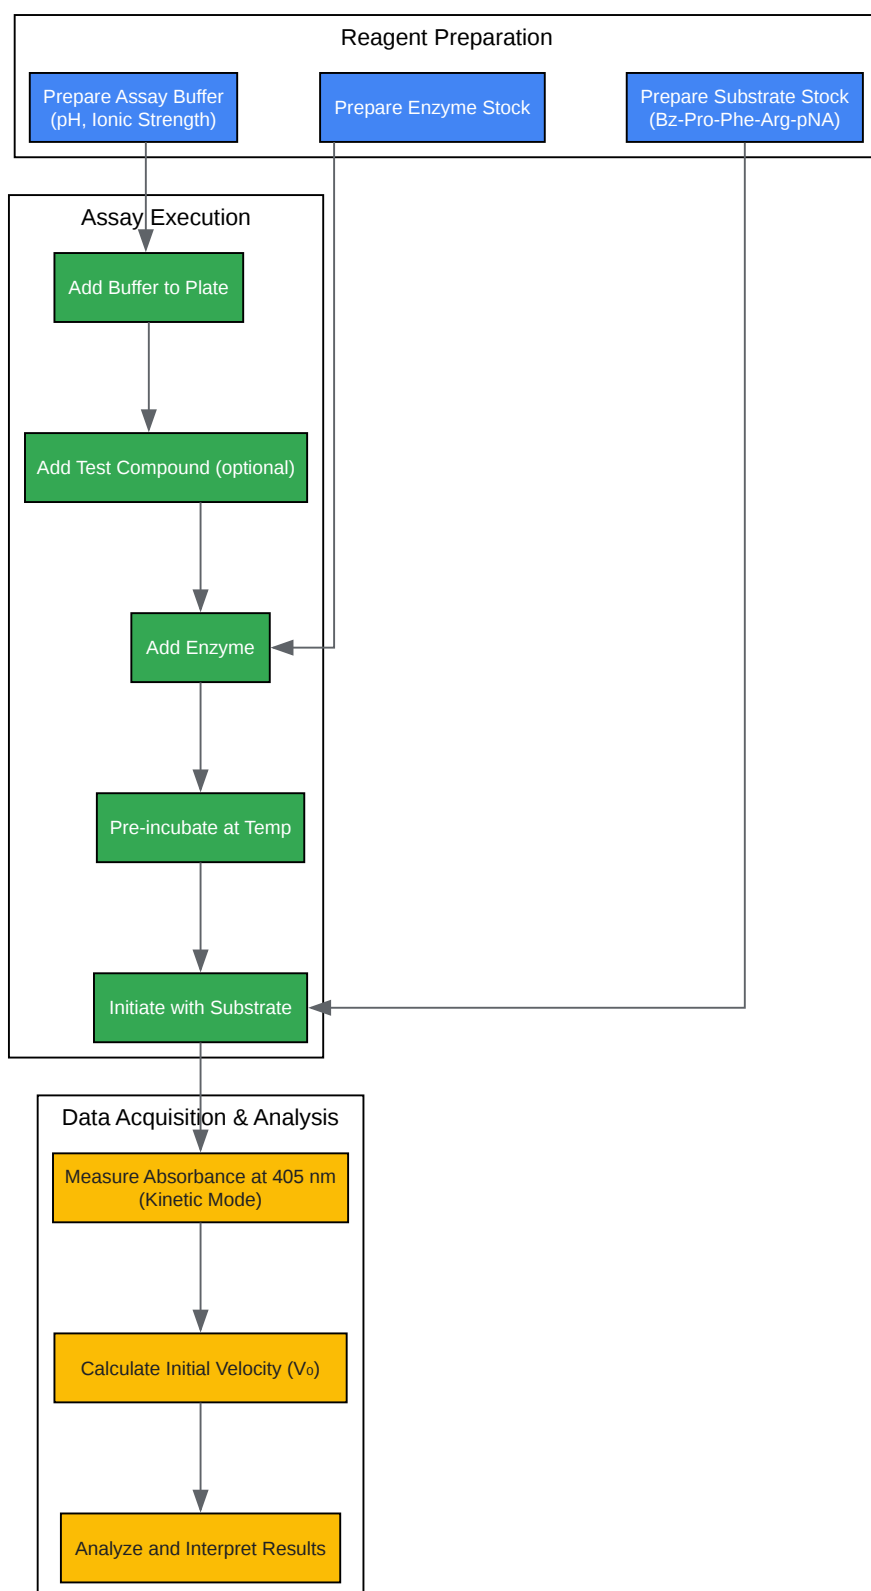 Reagent Preparation
Prepare Assay Buffer
(pH, Ionic Strength)
Prepare Enzyme Stock
Prepare Substrate Stock
(Bz-Pro-Phe-Arg-pNA)
Assay Execution
Add Buffer to Plate
Add Test Compound (optional)
Add Enzyme
Pre-incubate at Temp
Initiate with Substrate
Data Acquisition & Analysis
Measure Absorbance at 405 nm
(Kinetic Mode)
Calculate Initial Velocity (V₀)
Analyze and Interpret Results